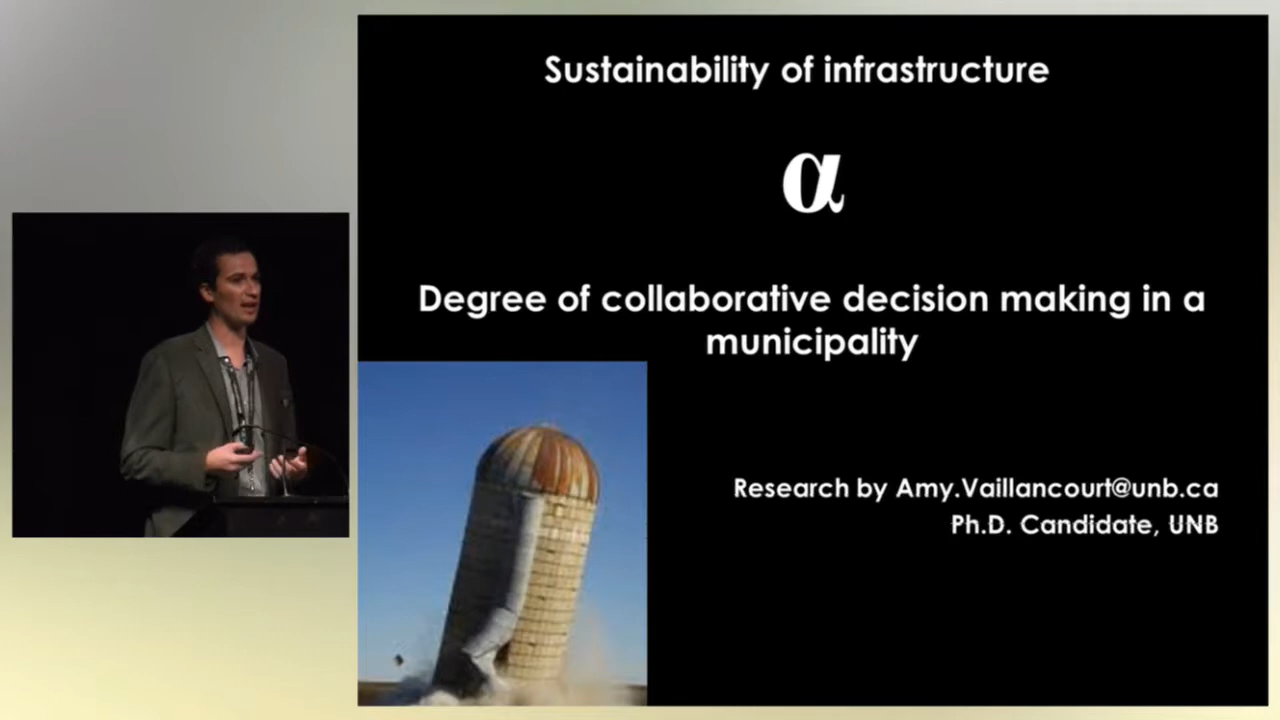 Sustainability of infrastructure
α
Degree of collaborative decision making in a
municipality
Research by Amy.Vaillancourt@unb.ca
Ph.D. Candidate, UNB